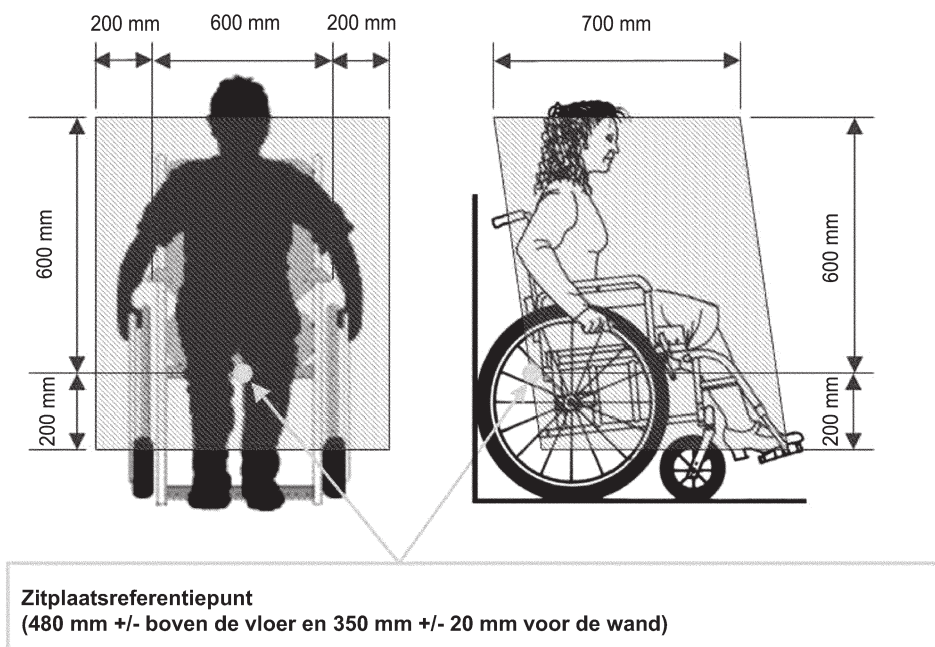 200 mm 600 mm 200 mm 700 mm
600 mm 600 mm
200 mm 200 mm
Zitplaatsreferentiepunt
(480 mm +/- boven de vloer en 350 mm +/- 20 mm voor de wand)